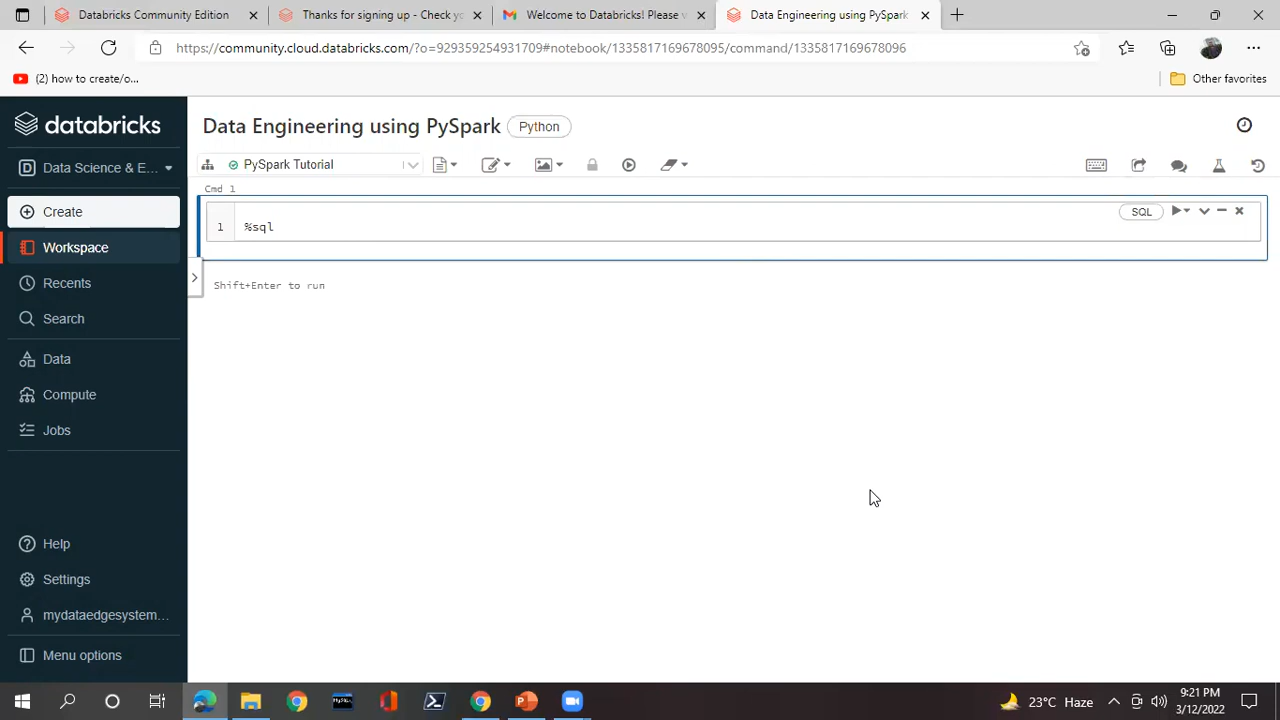 Databricks Community Edition
Thanks for signing up - Check yo
Welcome to Databricks! Please v
Data Engineering using PySpark
https://community.cloud.databricks.com/?o=929359254931709#notebook/1335817169678095/command/1335817169678096
(2) how to create/o...
Other favorites
databricks
Data Engineering using PySpark
Python
D
Data Science & E...
PySpark Tutorial
Cmd 1
Create
1
%sql
SQL
Workspace
Shift+Enter to run
Recents
Search
Data
Compute
Jobs
Help
Settings
mydataedgesystem...
Menu options
23°C Haze
9:21 PM
3/12/2022